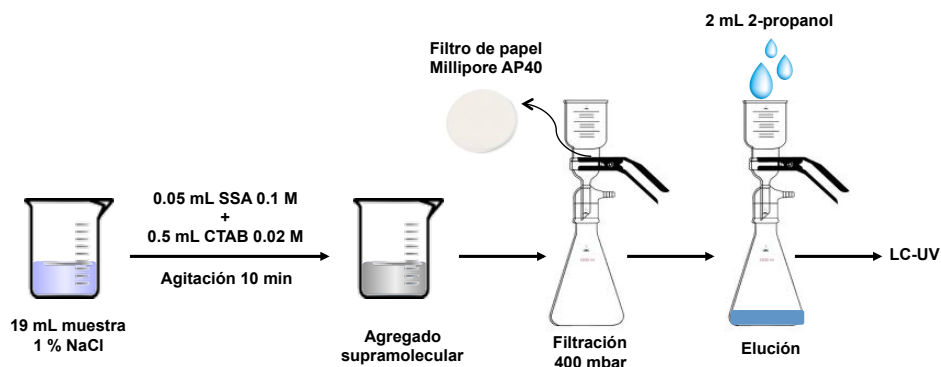 2 mL 2-propanol
Filtro de papel
Millipore AP40
0.05 mL SSA 0.1 M
+
0.5 mL CTAB 0.02 M
Agitación 10 min
LC-UV
19 mL muestra
1 % NaCl
Agregado
supramolecular
Filtración
400 mbar
Elución